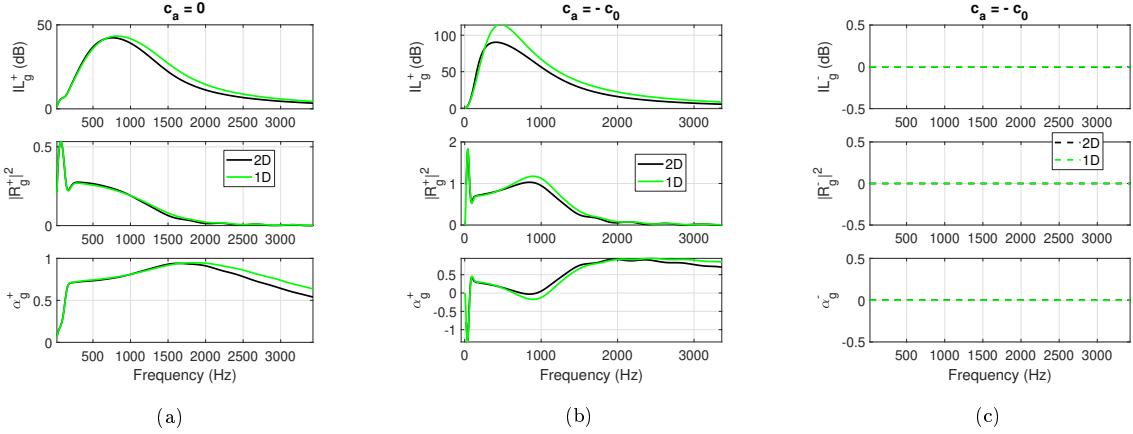 c_a = 0
IL_g^+ (dB)
50
0
500 1000 1500 2000 2500 3000
|R_g^+|^2
0.5
0
2D
1D
500 1000 1500 2000 2500 3000
α_g^+
1
0.5
0
500 1000 1500 2000 2500 3000
Frequency (Hz)
(a)
c_a = - c_0
IL_g^+ (dB)
100
50
0
0 1000 2000 3000
|R_g^+|^2
2
1
0
2D
1D
0 1000 2000 3000
α_g^+
0.5
0
-0.5
-1
0 1000 2000 3000
Frequency (Hz)
(b)
c_a = - c_0
IL_g^- (dB)
0.5
0
-0.5
500 1000 1500 2000 2500 3000
|R_g^-|^2
0.5
0
-0.5
2D
1D
500 1000 1500 2000 2500 3000
α_g^-
0.5
0
-0.5
500 1000 1500 2000 2500 3000
Frequency (Hz)
(c)